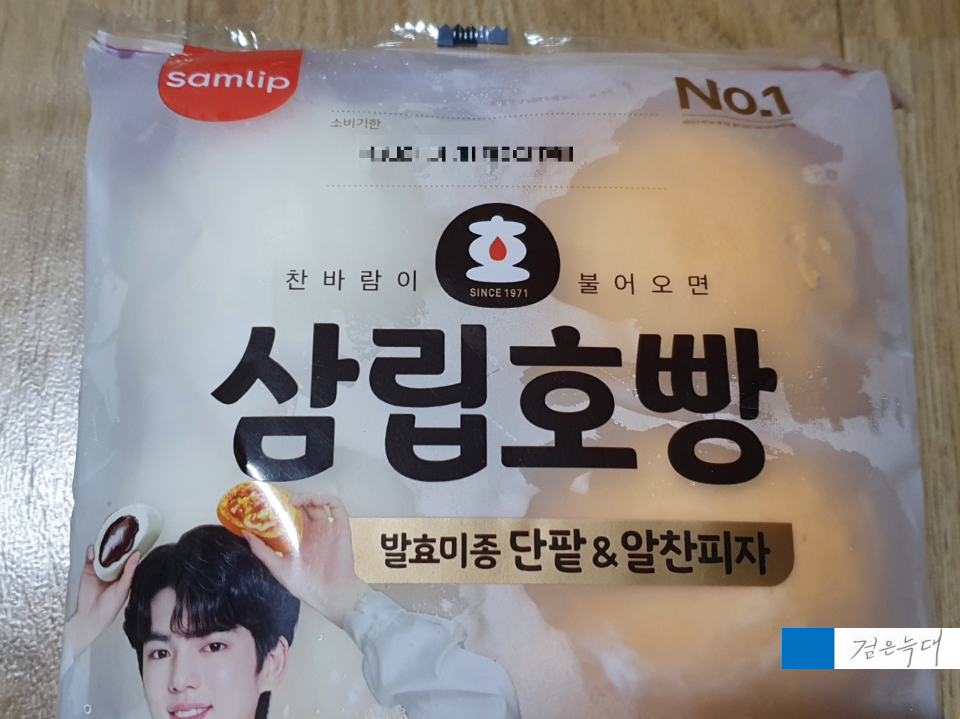 samlip
No.1
소비기한
호
SINCE 1971
찬바람이 불어오면
삼립호빵
발효미종 단팥 & 알찬피자
검은늑대